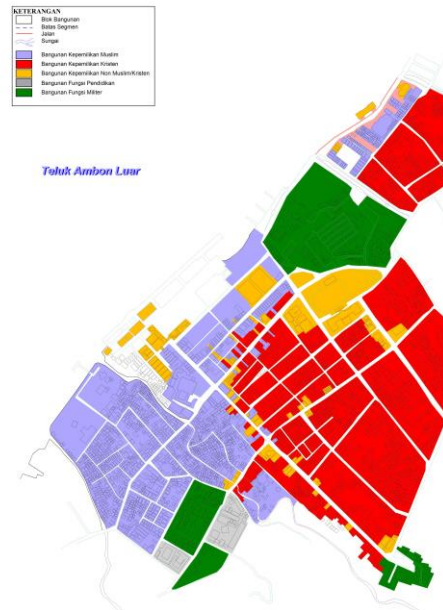 KETERANGAN
Blok Bangunan
Batas Segmen
Jalan
Sungai
Bangunan Kepemilikan Muslim
Bangunan Kepemilikan Kristen
Bangunan Kepemilikan Non Muslim/Kristen
Bangunan Fungsi Pendidikan
Bangunan Fungsi Militer
Teluk Ambon Luar